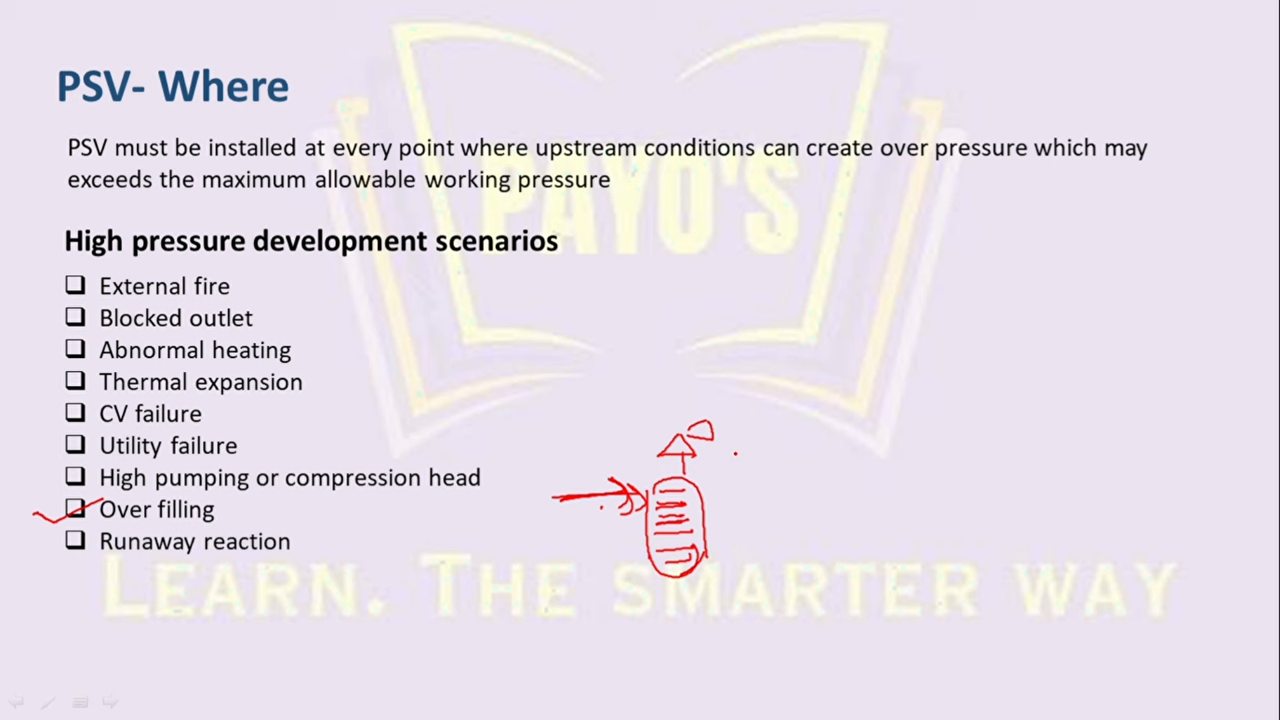 PSV- Where
PSV must be installed at every point where upstream conditions can create over pressure which may
exceeds the maximum allowable working pressure
High pressure development scenarios
External fire
Blocked outlet
Abnormal heating
Thermal expansion
CV failure
Utility failure
High pumping or compression head
Over filling
Runaway reaction
PAYO'S
LEARN. THE SMARTER WAY